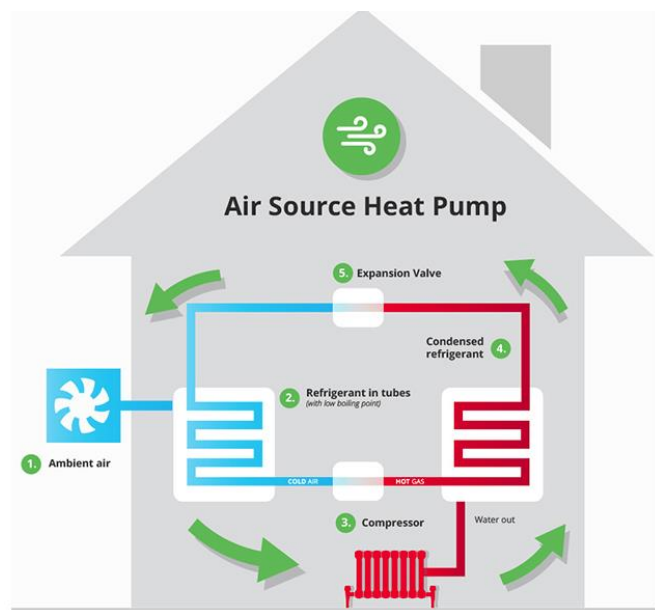 Air Source Heat Pump
1. Ambient air
2. Refrigerant in tubes
(with low boiling point)
3. Compressor
Condensed
refrigerant 4.
5. Expansion Valve
COLD AIR
HOT GAS
Water out